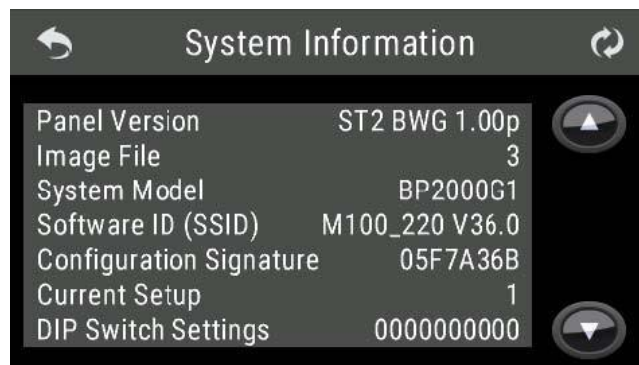 System Information
Panel Version ST2 BWG 1.00p
Image File 3
System Model BP2000G1
Software ID (SSID) M100_220 V36.0
Configuration Signature 05F7A36B
Current Setup 1
DIP Switch Settings 0000000000